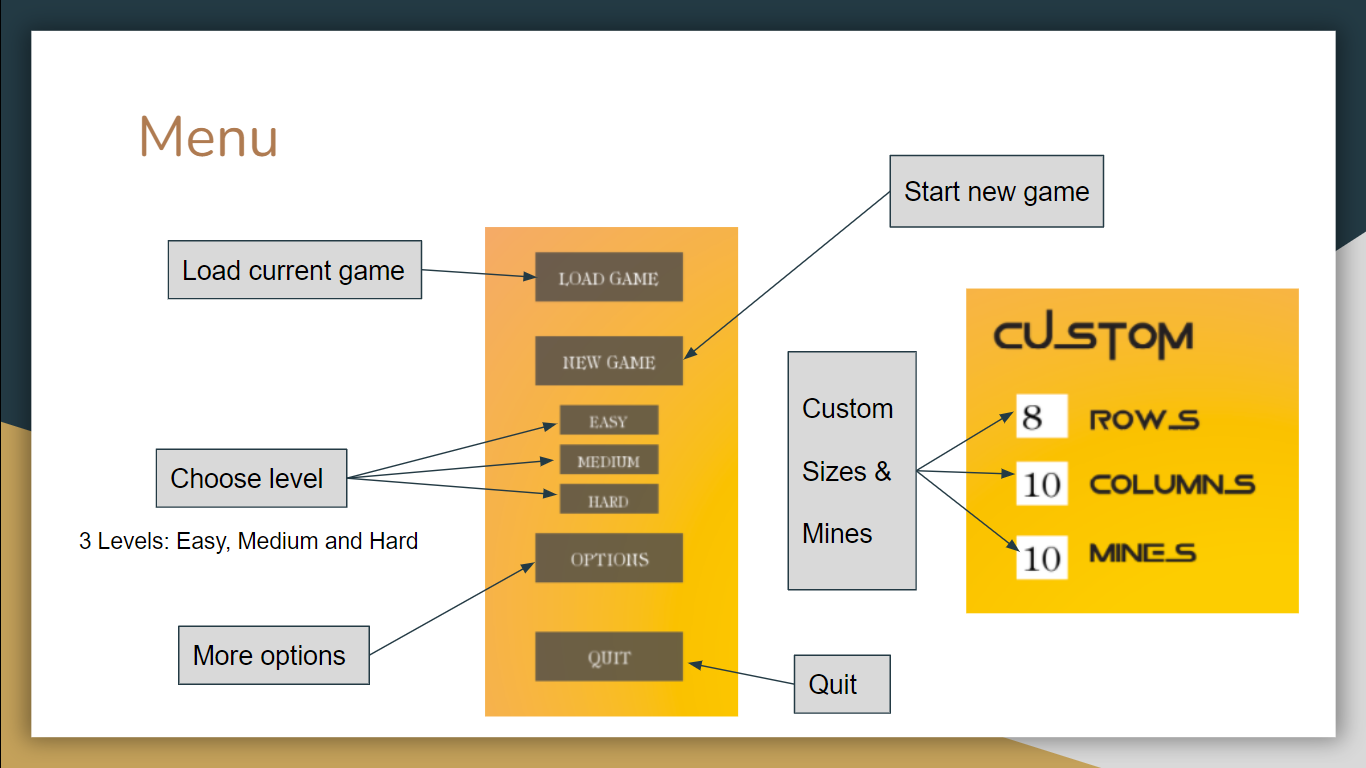 Menu
Start new game
Load current game
LOAD GAME
NEW GAME
EASY
MEDIUM
HARD
OPTIONS
QUIT
Choose level
3 Levels: Easy, Medium and Hard
More options
Custom
Sizes &
Mines
Quit
CUSTOM
8 ROWS
10 COLUMNS
10 MINES